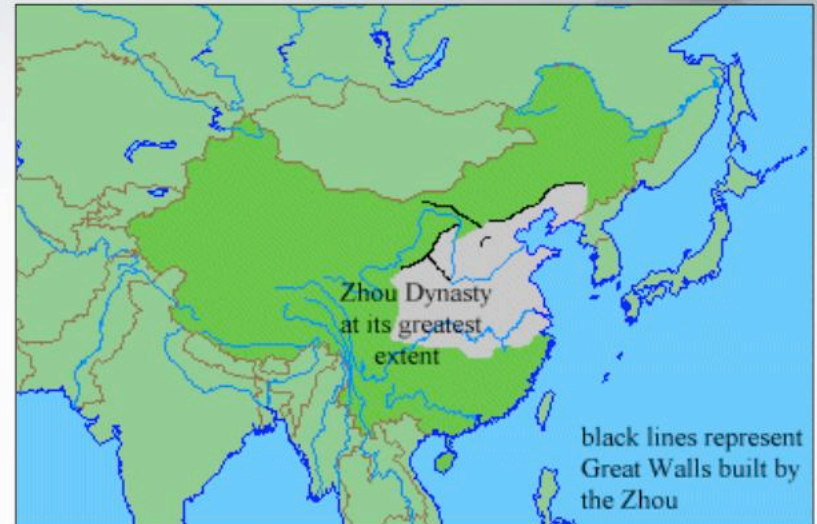 Zhou Dynasty
at its greatest
extent
black lines represent
Great Walls built by
the Zhou